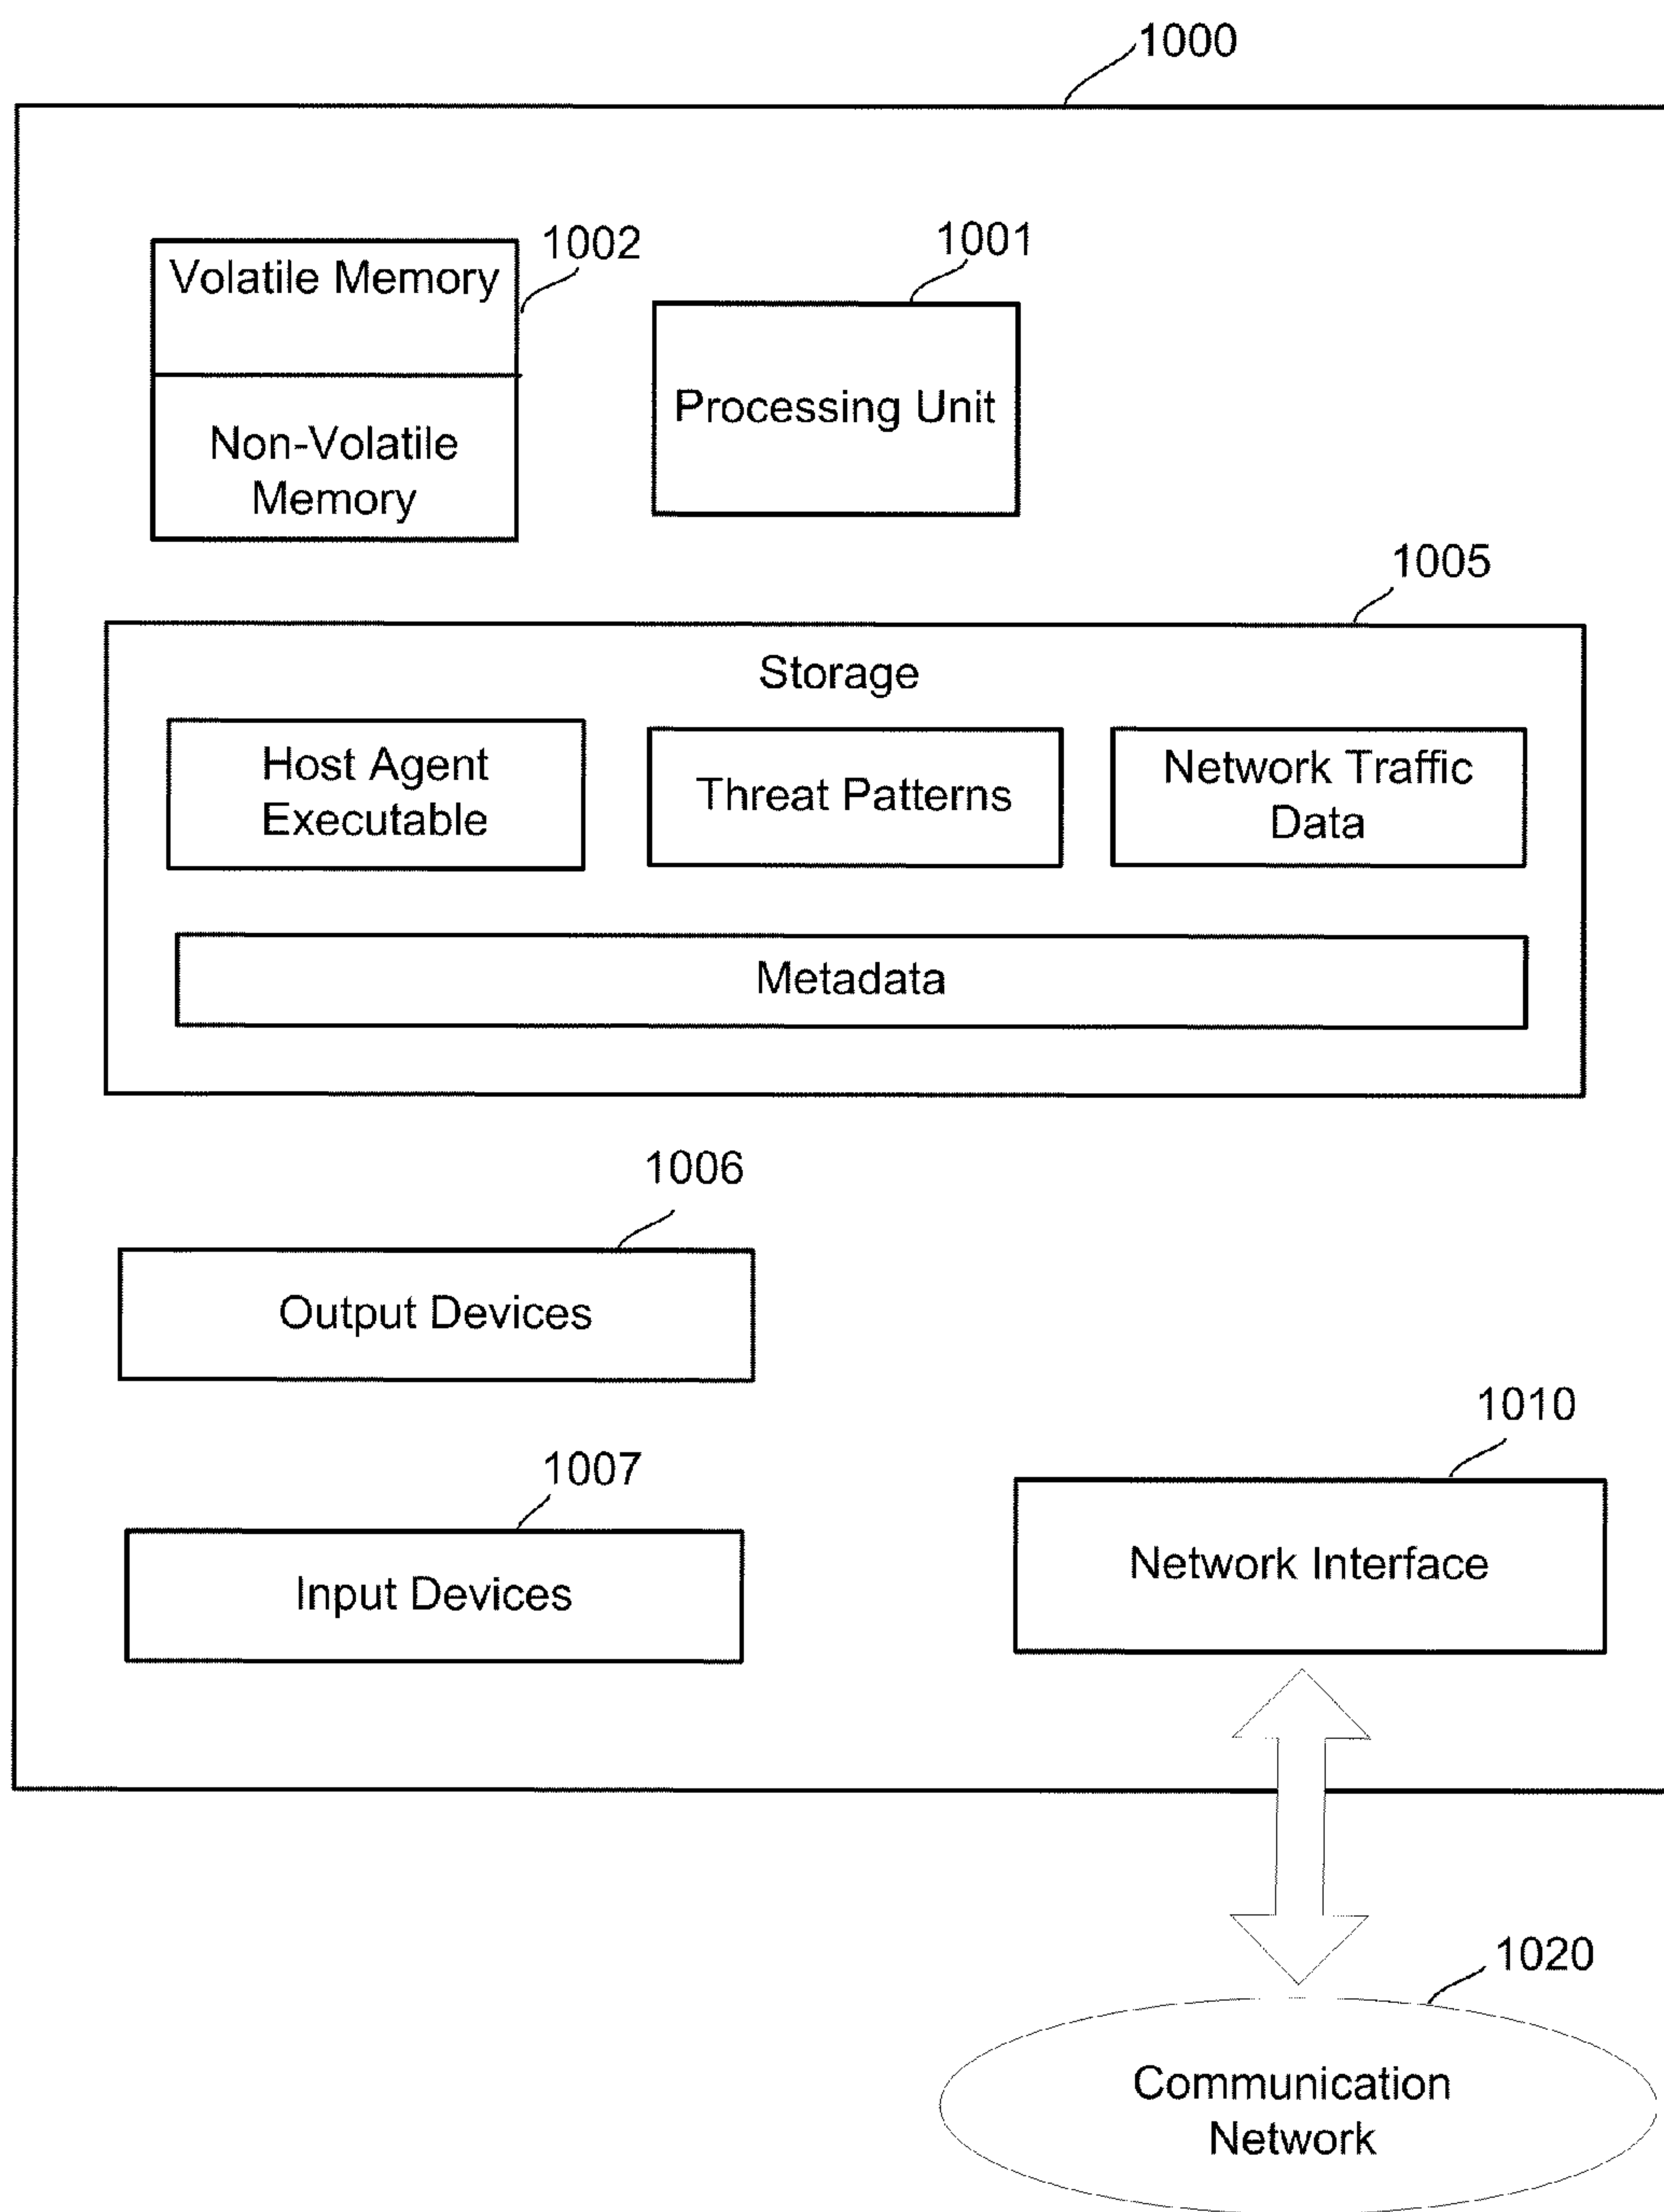 1000
1002
1001
Volatile Memory
Processing Unit
Non-Volatile
Memory
1005
Storage
Host Agent
Executable
Threat Patterns
Network Traffic
Data
Metadata
1006
Output Devices
1010
1007
Network Interface
Input Devices
1020
Communication
Network